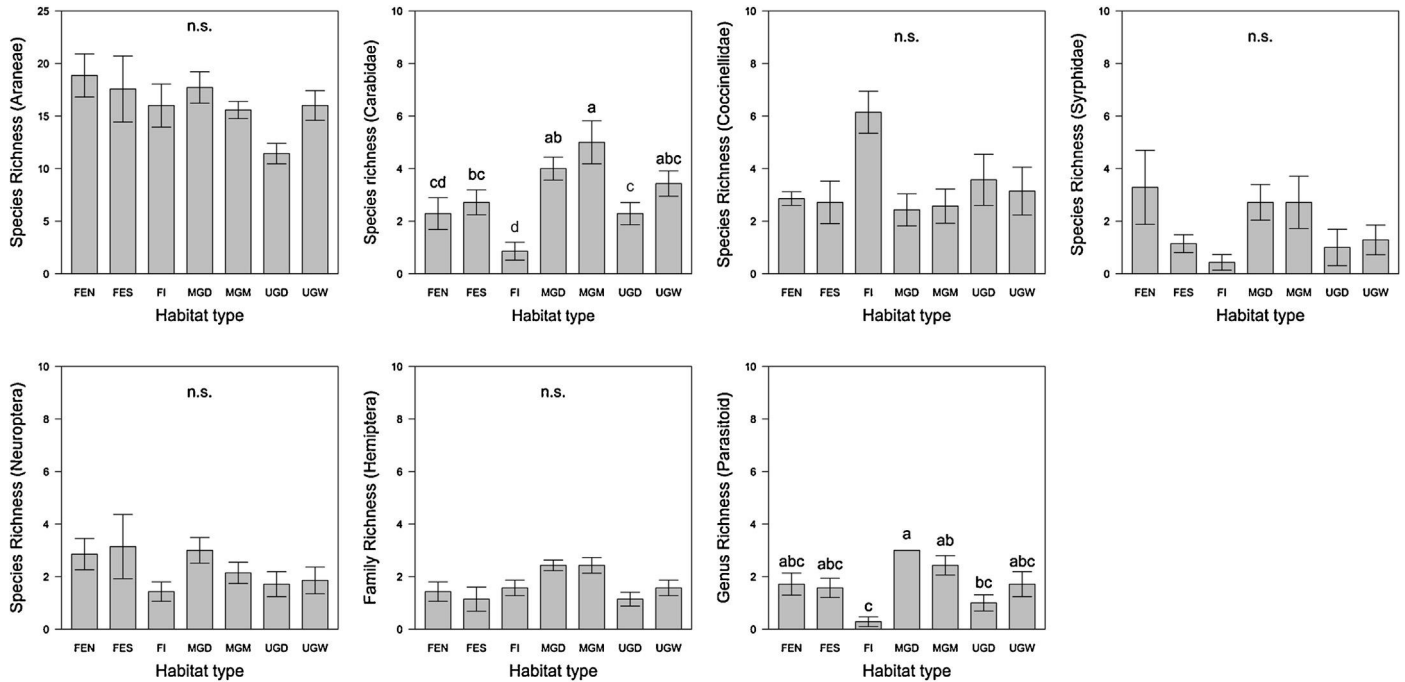 Species Richness (Araneae)
25
20
15
10
5
0
n.s.
FEN FES FI MGD MGM UGD UGW
Habitat type
Species richness (Carabidae)
10
8
6
4
2
0
cd bc d ab a c abc
FEN FES FI MGD MGM UGD UGW
Habitat type
Species Richness (Coccinellidae)
10
8
6
4
2
0
n.s.
FEN FES FI MGD MGM UGD UGW
Habitat type
Species Richness (Syrphidae)
10
8
6
4
2
0
n.s.
FEN FES FI MGD MGM UGD UGW
Habitat type
Species Richness (Neuroptera)
10
8
6
4
2
0
n.s.
FEN FES FI MGD MGM UGD UGW
Habitat type
Family Richness (Hemiptera)
10
8
6
4
2
0
n.s.
FEN FES FI MGD MGM UGD UGW
Habitat type
Genus Richness (Parasitoid)
10
8
6
4
2
0
abc abc c a ab bc abc
FEN FES FI MGD MGM UGD UGW
Habitat type